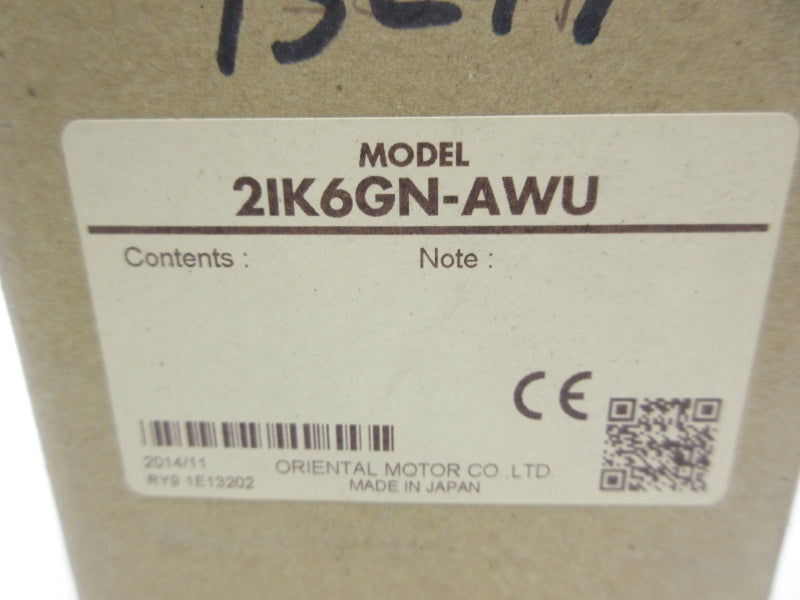 MODEL
2IK6GN-AWU
Contents :
Note :
CE
2014/11
RY9 1E13202
ORIENTAL MOTOR CO.,LTD.
MADE IN JAPAN